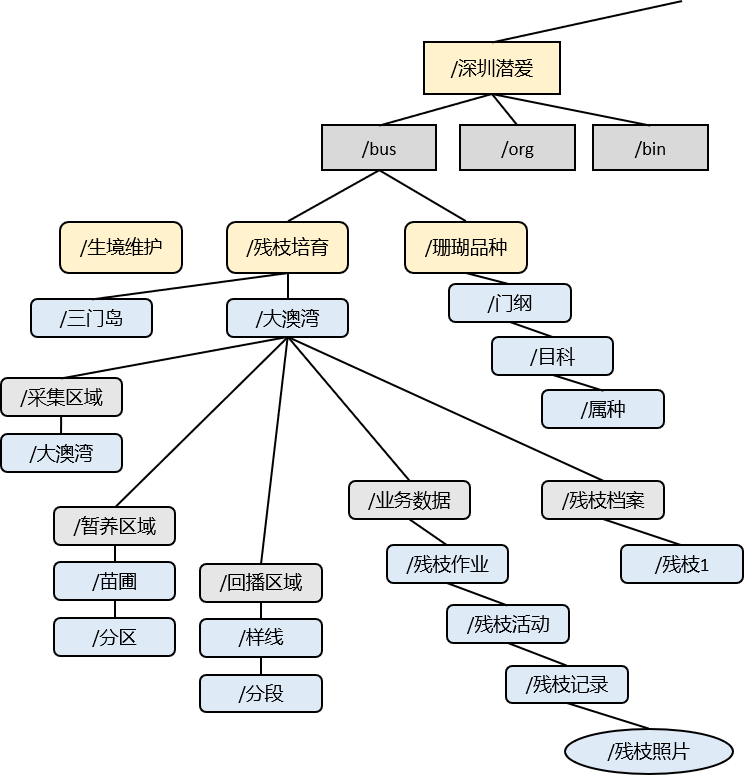 /深圳潜爱
/bus
/org
/bin
/生境维护
/残枝培育
/珊瑚品种
/三门岛
/大澳湾
/门纲
/目科
/属种
/采集区域
/大澳湾
/业务数据
/残枝档案
/暂养区域
/残枝作业
/残枝1
/苗圃
/回播区域
/分区
/样线
/残枝活动
/分段
/残枝记录
/残枝照片